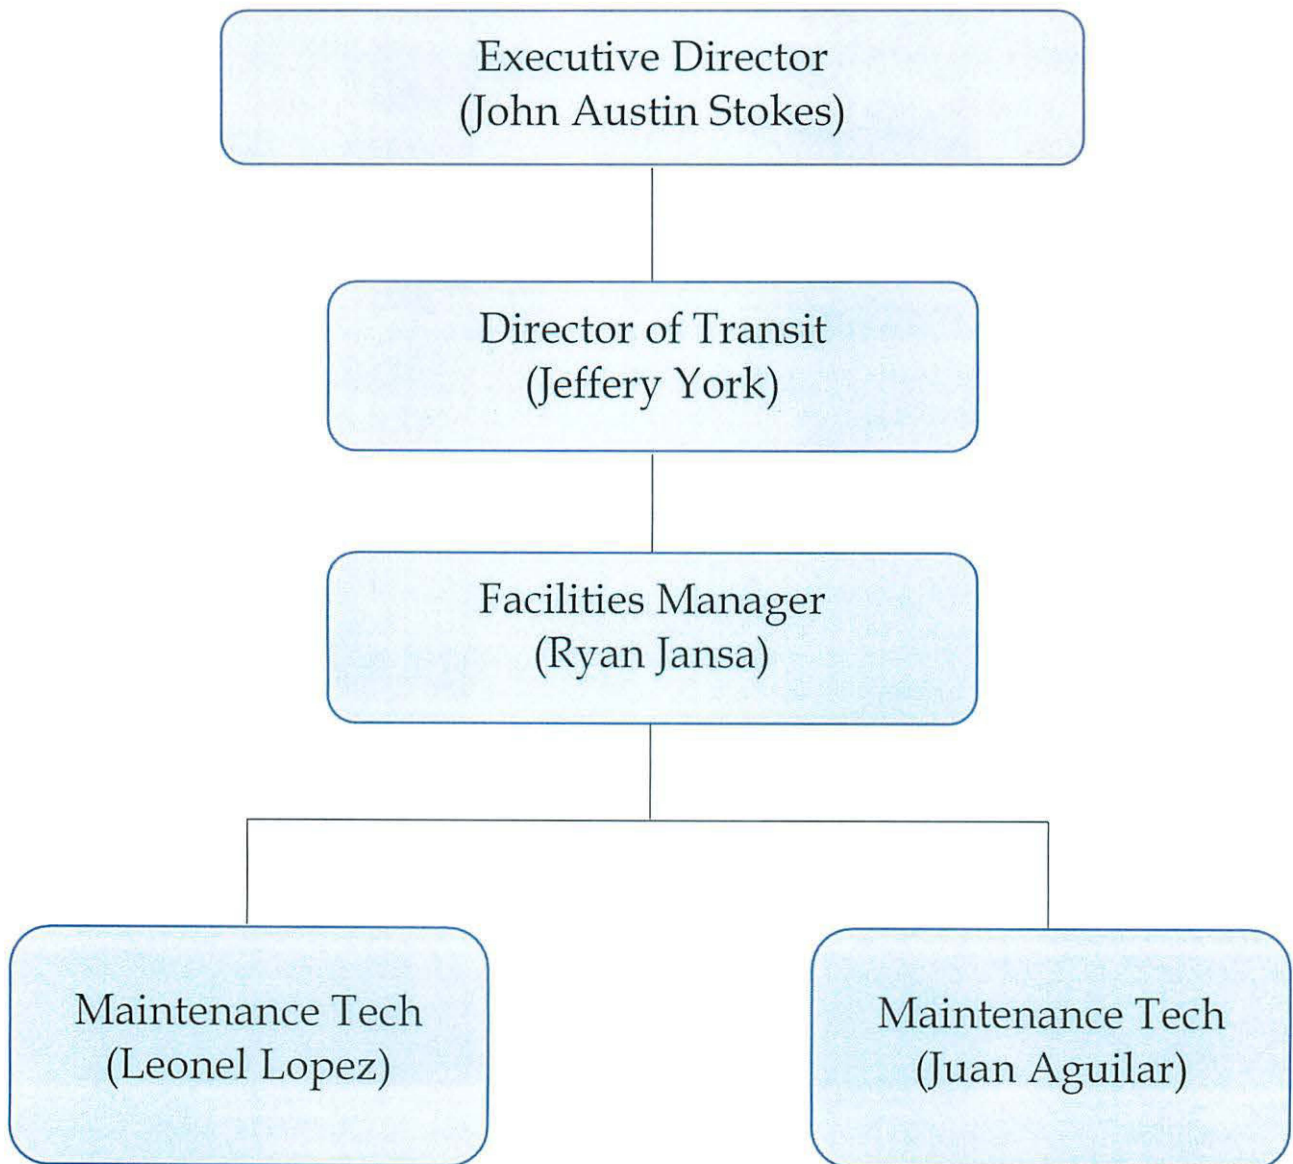 Executive Director
(John Austin Stokes)
Director of Transit
(Jeffery York)
Facilities Manager
(Ryan Jansa)
Maintenance Tech
(Leonel Lopez)
Maintenance Tech
(Juan Aguilar)